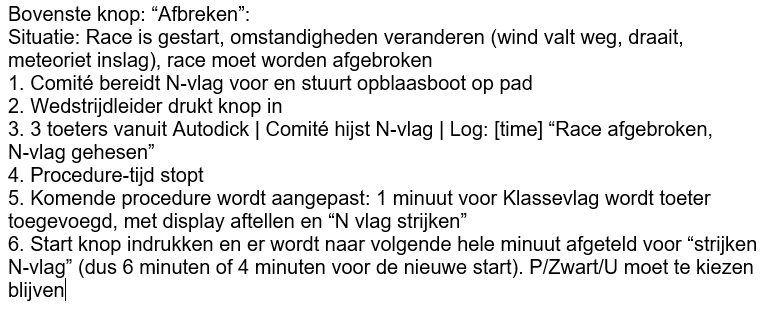 Bovenste knop: “Afbreken”:
Situatie: Race is gestart, omstandigheden veranderen (wind valt weg, draait,
meteoriet inslag), race moet worden afgebroken
1. Comité bereidt N-vlag voor en stuurt opblaasboot op pad
2. Wedstrijdleider drukt knop in
3. 3 toeters vanuit Autodick | Comité hijst N-vlag | Log: [time] “Race afgebroken,
N-vlag gehesen”
4. Procedure-tijd stopt
5. Komende procedure wordt aangepast: 1 minuut voor Klassevlag wordt toeter
toegevoegd, met display aftellen en “N vlag strijken”
6. Start knop indrukken en er wordt naar volgende hele minuut afgeteld voor “strijken
N-vlag” (dus 6 minuten of 4 minuten voor de nieuwe start). P/Zwart/U moet te kiezen
blijven